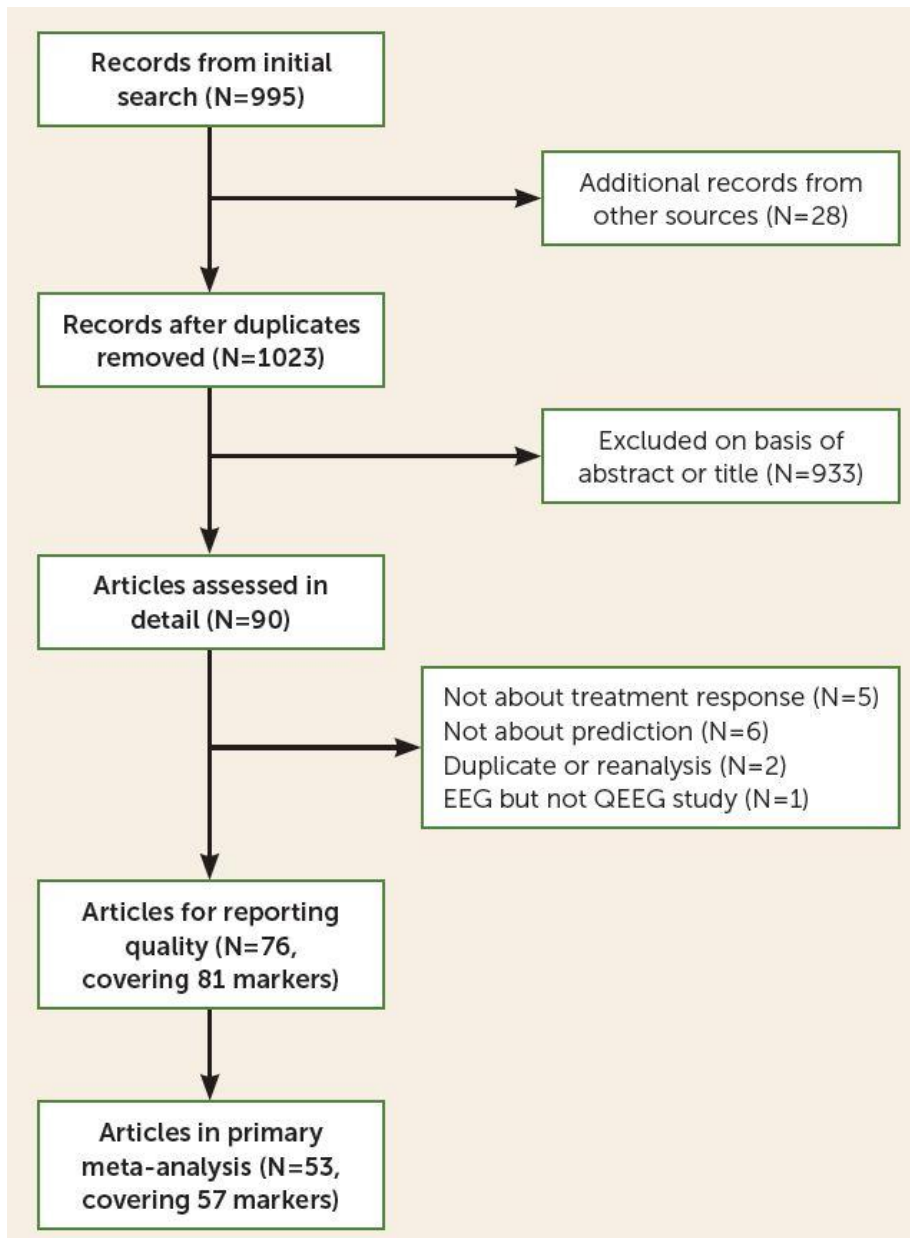 Records from initial
search (N=995)
Additional records from
other sources (N=28)
Records after duplicates
removed (N=1023)
Excluded on basis of
abstract or title (N=933)
Articles assessed in
detail (N=90)
Not about treatment response (N=5)
Not about prediction (N=6)
Duplicate or reanalysis (N=2)
EEG but not QEEG study (N=1)
Articles for reporting
quality (N=76,
covering 81 markers)
Articles in primary
meta-analysis (N=53,
covering 57 markers)